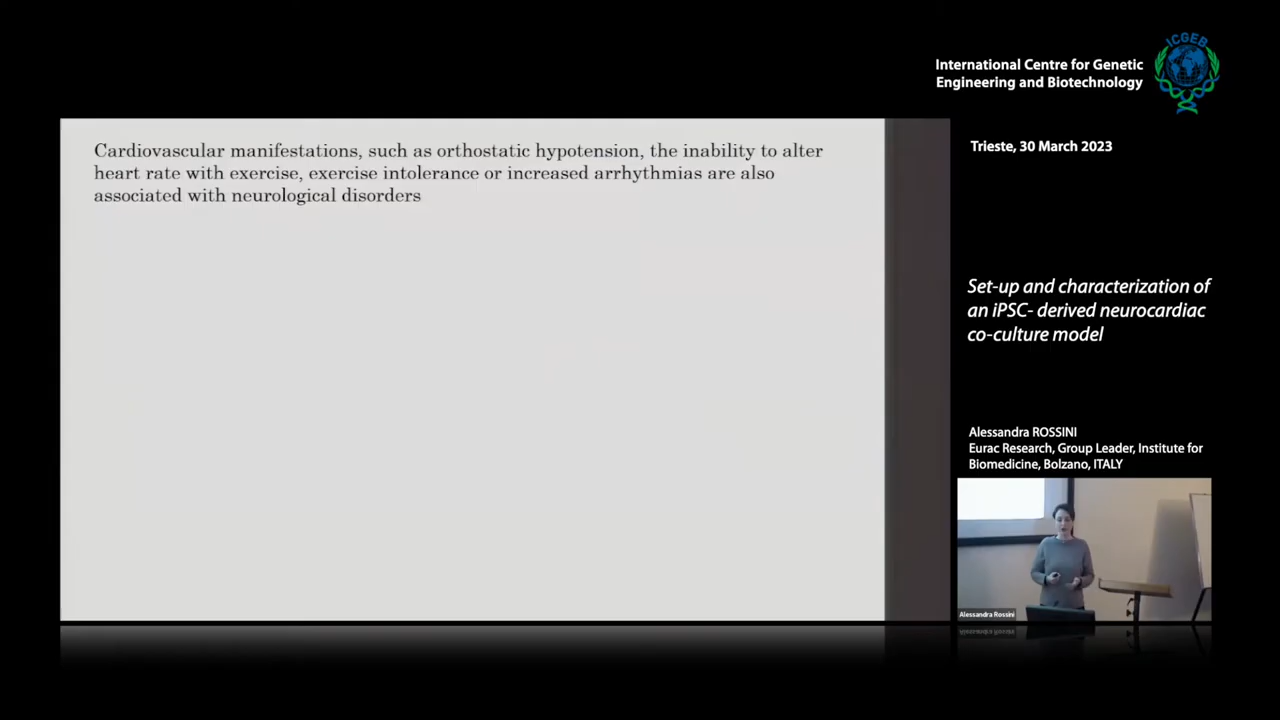 ICGEB
International Centre for Genetic
Engineering and Biotechnology
Trieste, 30 March 2023
Cardiovascular manifestations, such as orthostatic hypotension, the inability to alter
heart rate with exercise, exercise intolerance or increased arrhythmias are also
associated with neurological disorders
Set-up and characterization of
an iPSC- derived neurocardiac
co-culture model
Alessandra ROSSINI
Eurac Research, Group Leader, Institute for
Biomedicine, Bolzano, ITALY
Alessandra Rossini